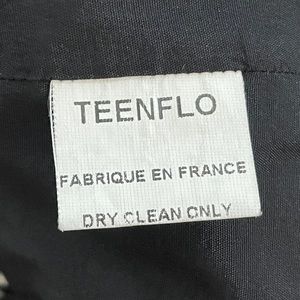 TEENFLO
FABRIQUE EN FRANCE
DRY CLEAN ONLY